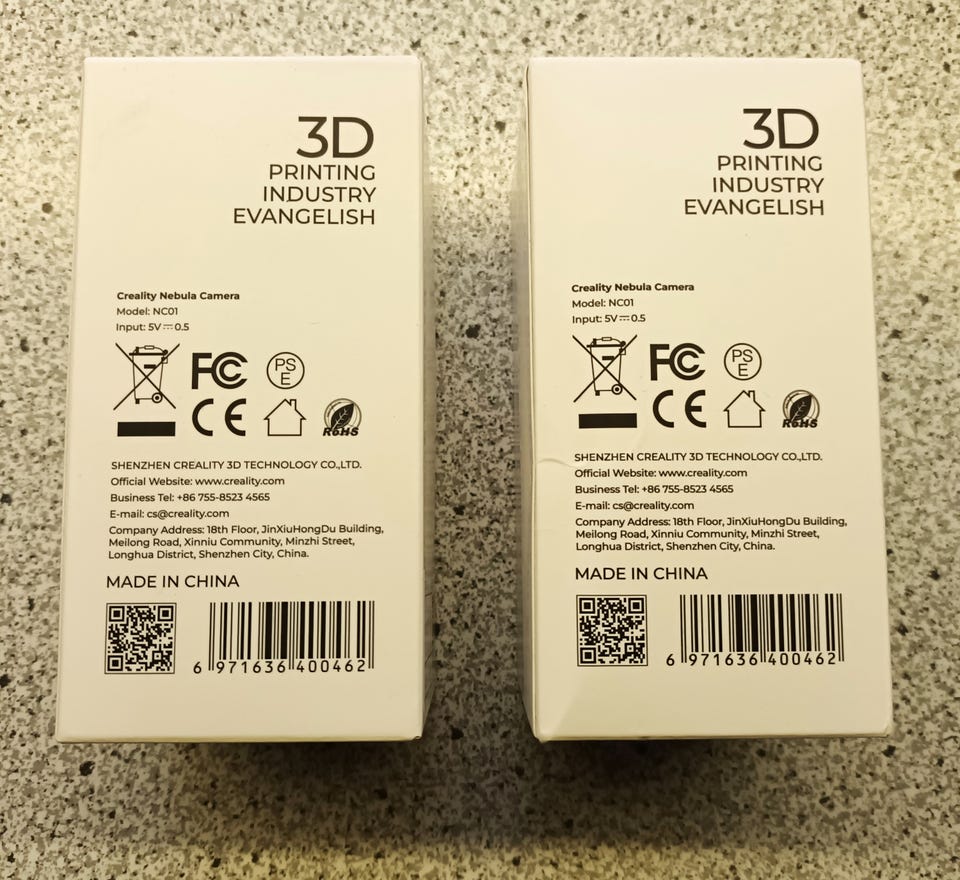 3D
PRINTING
INDUSTRY
EVANGELISH
Creality Nebula Camera
Model: NC01
Input: 5V⎓0.5
FC
PS
E
CE
RoHS
SHENZHEN CREALITY 3D TECHNOLOGY CO.,LTD.
Official Website: www.creality.com
Business Tel: +86 755-8523 4565
E-mail: cs@creality.com
Company Address: 18th Floor, JinXiuHongDu Building,
Meilong Road, Xinniu Community, Minzhi Street,
Longhua District, Shenzhen City, China.
MADE IN CHINA
6 971636 400462
3D
PRINTING
INDUSTRY
EVANGELISH
Creality Nebula Camera
Model: NC01
Input: 5V⎓0.5
FC
PS
E
CE
RoHS
SHENZHEN CREALITY 3D TECHNOLOGY CO.,LTD.
Official Website: www.creality.com
Business Tel: +86 755-8523 4565
E-mail: cs@creality.com
Company Address: 18th Floor, JinXiuHongDu Building,
Meilong Road, Xinniu Community, Minzhi Street,
Longhua District, Shenzhen City, China.
MADE IN CHINA
6 971636 400462